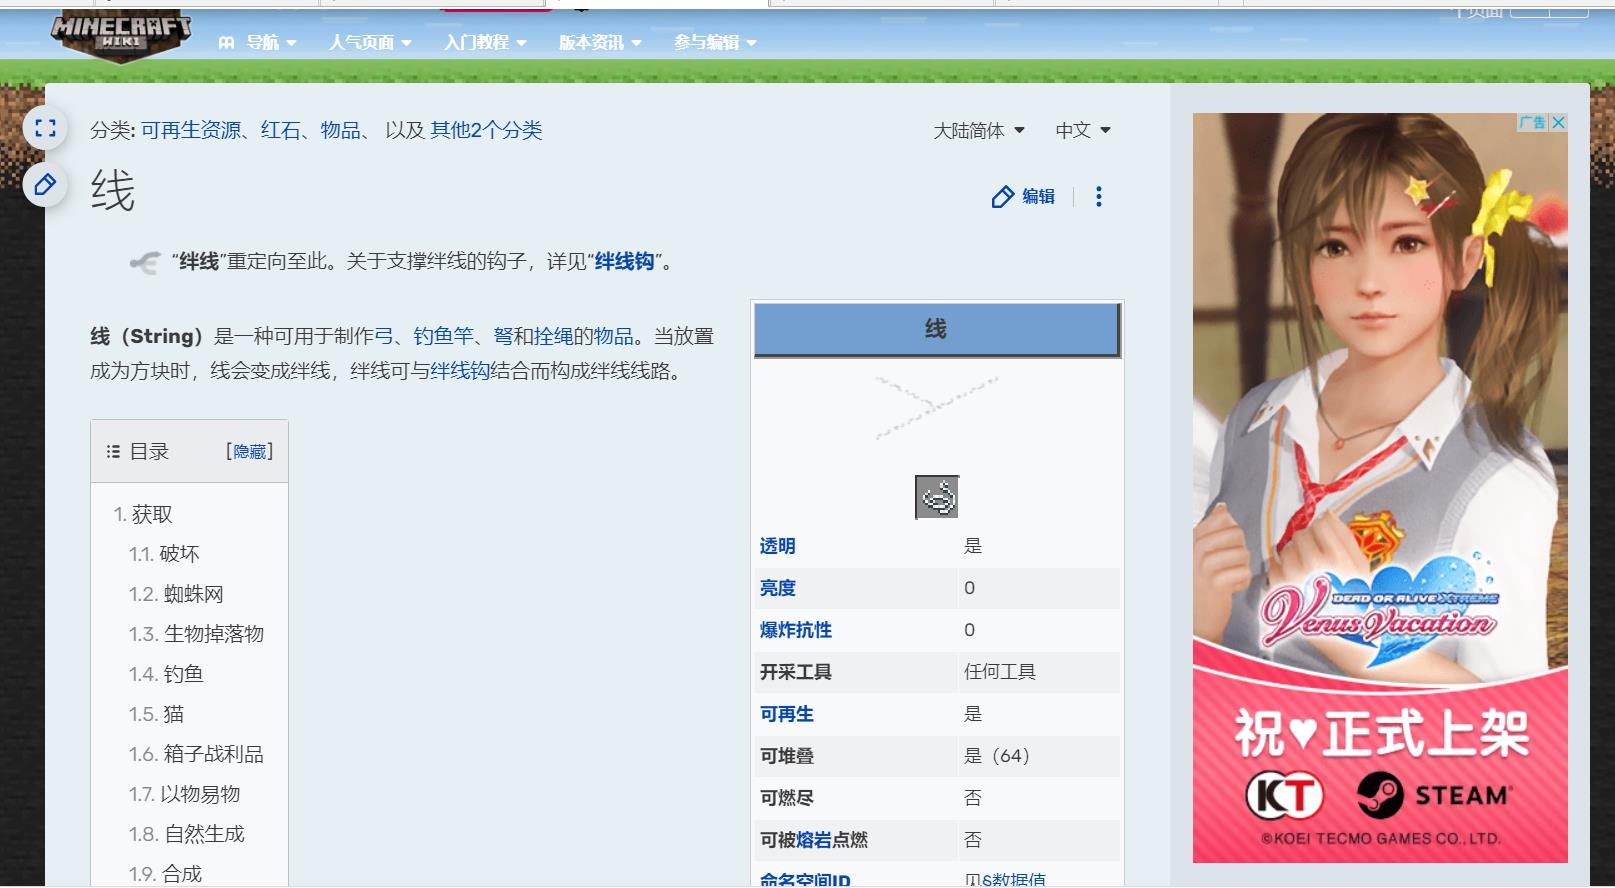 MINECRAFT
WIKI
导航
人气页面
入门教程
版本资讯
参与编辑
分类: 可再生资源、红石、物品、 以及 其他2个分类
大陆简体
中文
线
编辑
“绊线”重定向至此。关于支撑绊线的钩子，详见“绊线钩”。
线（String）是一种可用于制作弓、钓鱼竿、弩和拴绳的物品。当放置
成为方块时，线会变成绊线，绊线可与绊线钩结合而构成绊线线路。
目录
[隐藏]
1. 获取
1.1. 破坏
1.2. 蜘蛛网
1.3. 生物掉落物
1.4. 钓鱼
1.5. 猫
1.6. 箱子战利品
1.7. 以物易物
1.8. 自然生成
1.9. 合成
线
透明 是
亮度 0
爆炸抗性 0
开采工具 任何工具
可再生 是
可堆叠 是（64）
可燃尽 否
可被熔岩点燃 否
命名空间ID 见§数据值
广告
DEAD OR ALIVE XTREME
Venus Vacation
祝♥正式上架
KT
STEAM
©KOEI TECMO GAMES CO., LTD.